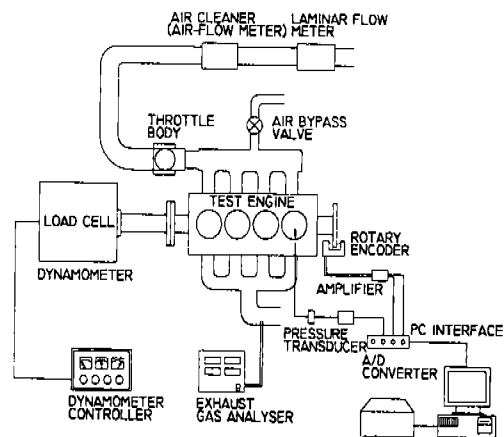 AIR CLEANER
(AIR-FLOW METER)
LAMINAR FLOW
METER
THROTTLE
BODY
AIR BYPASS
VALVE
TEST ENGINE
LOAD CELL
DYNAMOMETER
ROTARY
ENCODER
AMPLIFIER
PRESSURE
TRANSDUCER
PC INTERFACE
A/D
CONVERTER
DYNAMOMETER
CONTROLLER
EXHAUST
GAS ANALYSER